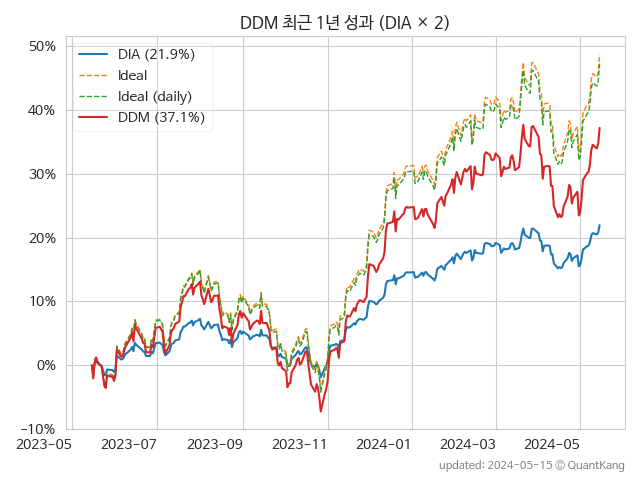 DDM 최근 1년 성과 (DIA × 2)
50%
40%
30%
20%
10%
0%
−10%
DIA (21.9%)
Ideal
Ideal (daily)
DDM (37.1%)
2023-05
2023-07
2023-09
2023-11
2024-01
2024-03
2024-05
updated: 2024-05-15 © QuantKang